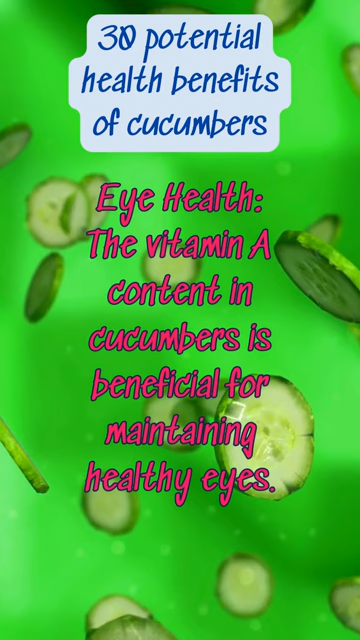 30 potential
health benefits
of cucumbers
Eye Health:
The vitamin A
content in
cucumbers is
beneficial for
maintaining
healthy eyes.